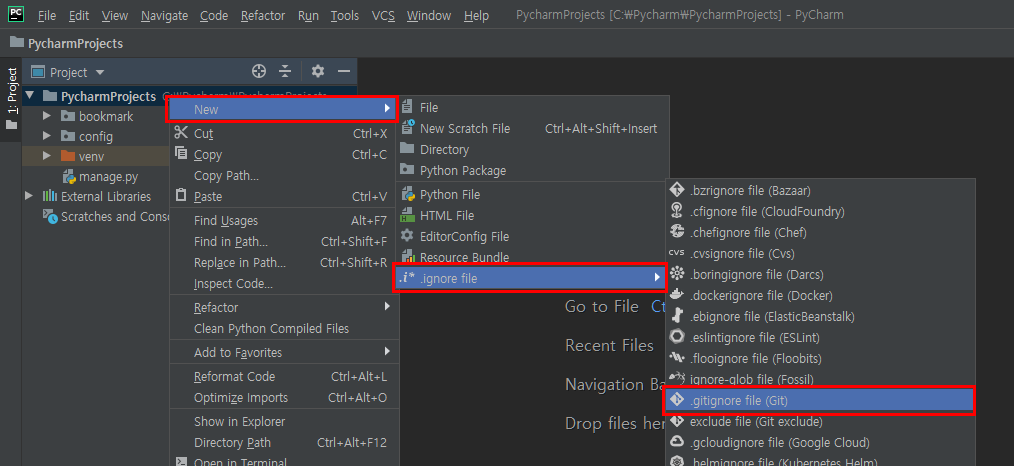 PC File Edit View Navigate Code Refactor Run Tools VCS Window Help PycharmProjects [C:₩Pycharm₩PycharmProjects] - PyCharm
PycharmProjects
1: Project
Project
PycharmProjects
bookmark
config
venv
manage.py
External Libraries
Scratches and Conso
New
Cut Ctrl+X
Copy Ctrl+C
Copy Path...
Paste Ctrl+V
Find Usages Alt+F7
Find in Path... Ctrl+Shift+F
Replace in Path... Ctrl+Shift+R
Inspect Code...
Refactor
Clean Python Compiled Files
Add to Favorites
Reformat Code Ctrl+Alt+L
Optimize Imports Ctrl+Alt+O
Show in Explorer
Directory Path Ctrl+Alt+F12
Open in Terminal
File
New Scratch File Ctrl+Alt+Shift+Insert
Directory
Python Package
Python File
HTML File
EditorConfig File
Resource Bundle
i* .ignore file
.bzrignore file (Bazaar)
.cfignore file (CloudFoundry)
.chefignore file (Chef)
CVS .cvsignore file (Cvs)
.boringignore file (Darcs)
.dockerignore file (Docker)
.ebignore file (ElasticBeanstalk)
.eslintignore file (ESLint)
.flooignore file (Floobits)
ignore-glob file (Fossil)
.gitignore file (Git)
exclude file (Git exclude)
.gcloudignore file (Google Cloud)
.helmignore file (Kubernetes Helm)
Go to File Ct
Recent Files
Navigation Ba
Drop files her